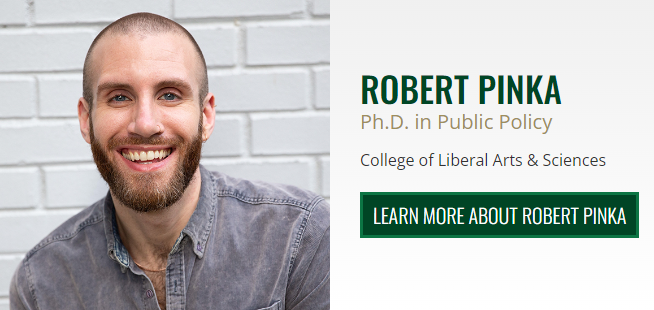 ROBERT PINKA
Ph.D. in Public Policy
College of Liberal Arts & Sciences
LEARN MORE ABOUT ROBERT PINKA